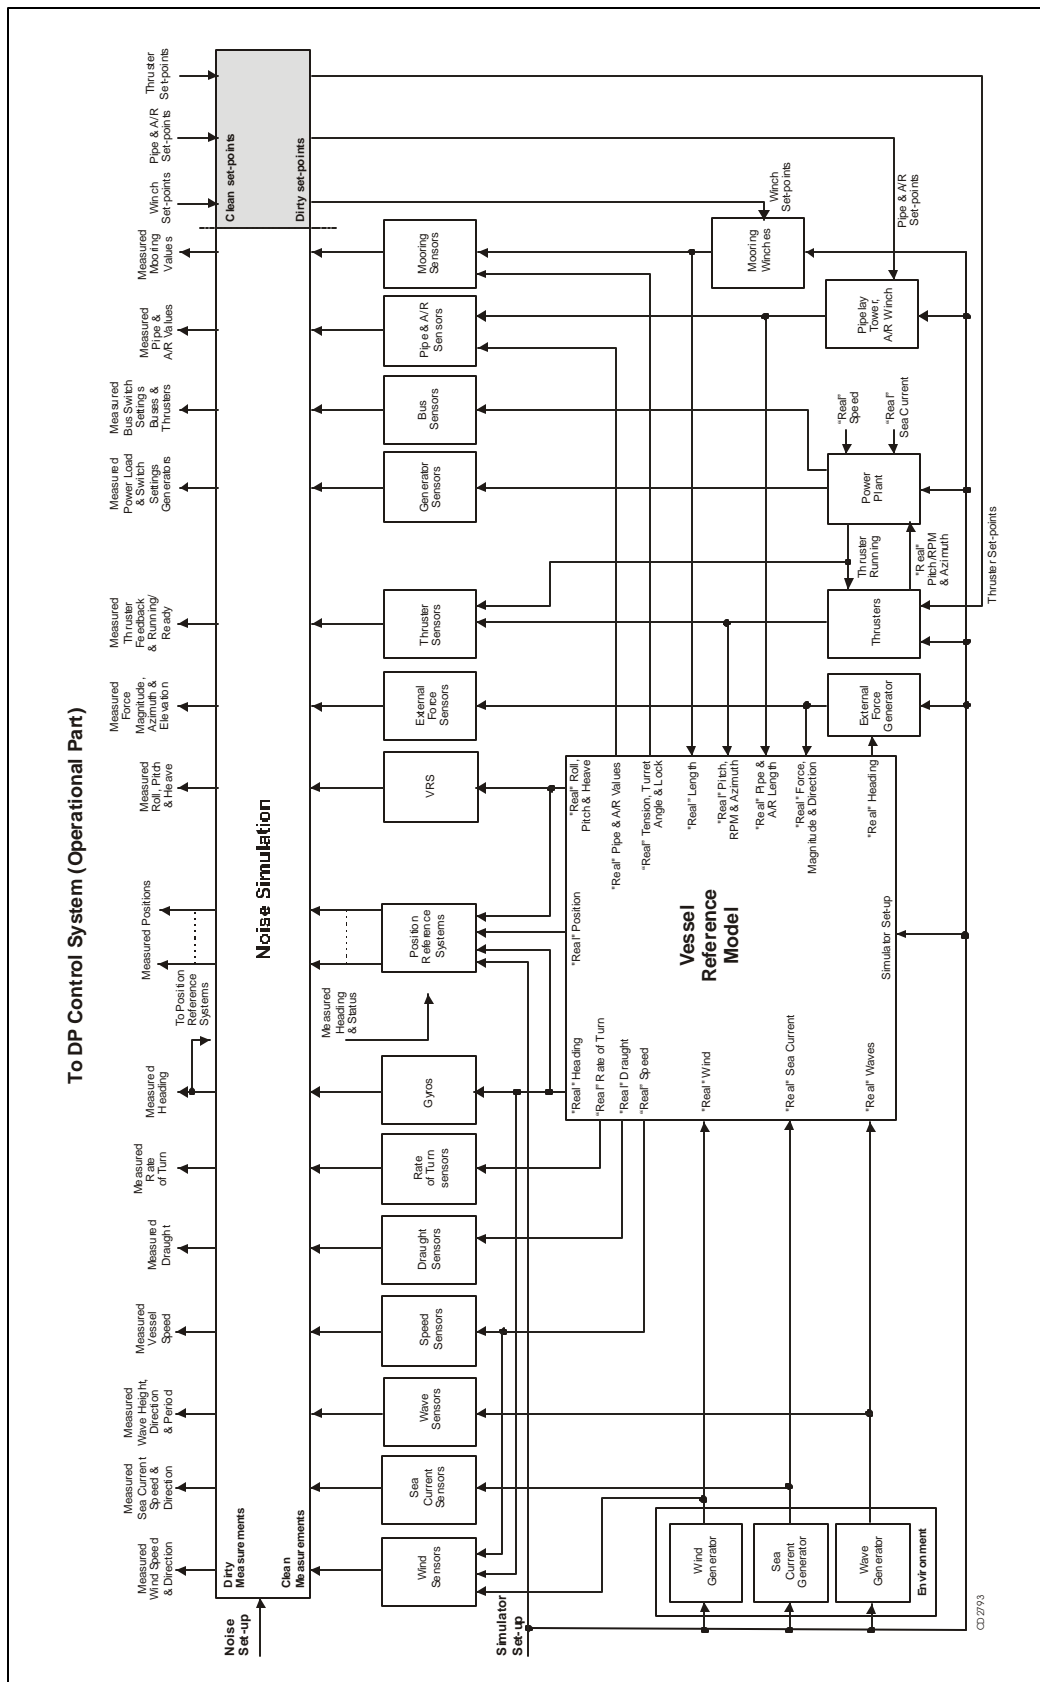 To DP Control System (Operational Part)
Measured
Wind Speed
& Direction
Measured
Sea Current
Speed &
Direction
Measured
Wave Height,
Direction
& Period
Measured
Vessel
Speed
Measured
Draught
Measured
Rate
of Turn
Measured
Heading
To Position
Reference
Systems
Measured Positions
Measured
Roll, Pitch
& Heave
Measured
Force
Magnitude,
Azimuth &
Elevation
Measured
Thruster
Feedback
& Running/
Ready
Measured
Power Load
& Switch
Settings
Generators
Measured
Bus Switch
Settings
Buses &
Thrusters
Measured
Pipe &
A/R Values
Measured
Mooring
Values
Winch
Set-points
Pipe & A/R
Set-points
Thruster
Set-points
Noise
Set-up
Dirty
Measurements
Clean
Measurements
Noise Simulation
Clean set-points
Dirty set-points
Wind
Sensors
Sea
Current
Sensors
Wave
Sensors
Speed
Sensors
Draught
Sensors
Rate
of Turn
sensors
Gyros
Measured
Heading
& Status
Position
Reference
Systems
VRS
External
Force
Sensors
Thruster
Sensors
Generator
Sensors
Bus
Sensors
Pipe & A/R
Sensors
Mooring
Sensors
Simulator
Set-up
"Real" Heading
"Real" Rate of Turn
"Real" Draught
"Real" Speed
"Real" Position
"Real" Roll,
Pitch & Heave
"Real" Pipe & A/R Values
"Real" Tension, Turret
Angle & Lock
"Real" Length
"Real" Pitch,
RPM & Azimuth
"Real" Pipe &
A/R Length
"Real" Force,
Magnitude & Direction
"Real" Heading
"Real" Wind
"Real" Sea Current
"Real" Waves
Vessel
Reference
Model
Simulator Set-up
Wind
Generator
Sea
Current
Generator
Wave
Generator
Environment
External
Force
Generator
Thrusters
Thruster
Running
"Real"
Pitch/RPM
& Azimuth
Power
Plant
"Real"
Speed
"Real"
Sea Current
Pipelay
Tower,
A/R Winch
Mooring
Winches
Winch
Set-points
Pipe & A/R
Set-points
Thruster Set-points
CD2793